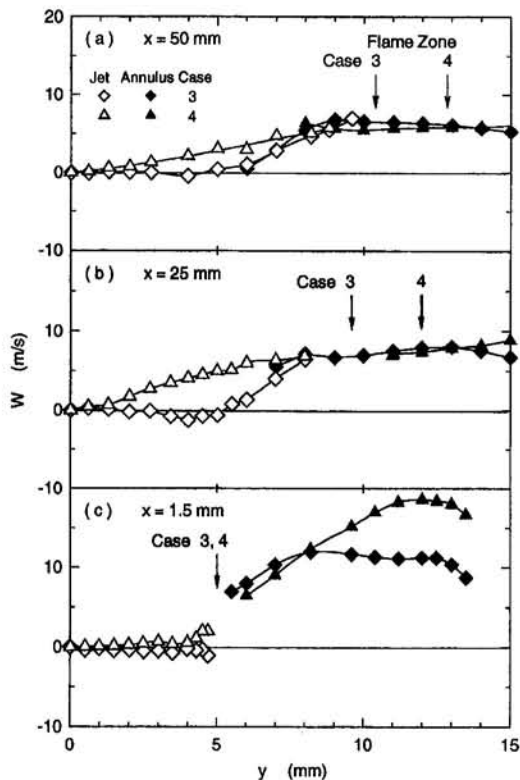 20
(a) x = 50 mm
Flame Zone
Case 3 4
Jet Annulus Case
3
4
10
0
-10
(b) x = 25 mm
Case 3 4
10
0
-10
(c) x = 1.5 mm
Case 3, 4
10
0
-10
W (m/s)
0 5 10 15
y (mm)